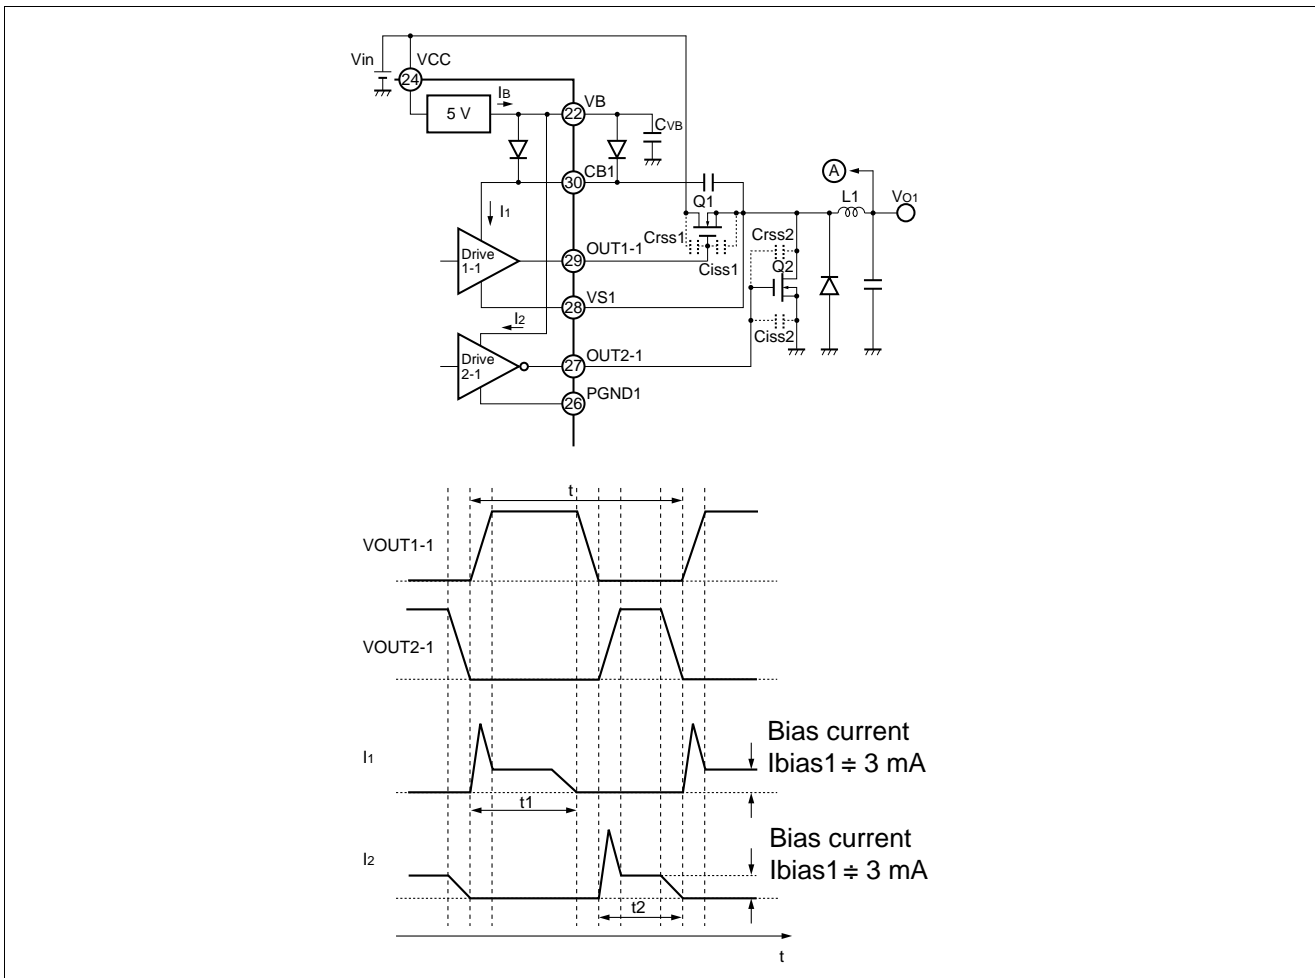 Vin
VCC
24
5 V
IB
VB
22
CVB
CB1
30
I1
Q1
A
L1
VO1
Crss1
Ciss1
Crss2
Drive
1-1
OUT1-1
29
Q2
VS1
28
I2
Ciss2
Drive
2-1
OUT2-1
27
PGND1
26
t
VOUT1-1
VOUT2-1
Bias current
Ibias1 ≑ 3 mA
I1
t1
Bias current
Ibias1 ≑ 3 mA
I2
t2
t